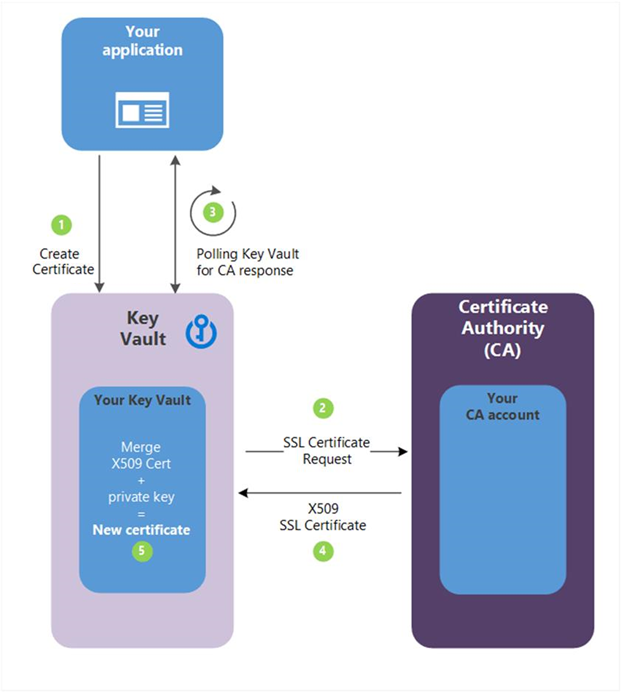 Your
application
1
Create
Certificate
3
Polling Key Vault
for CA response
Key
Vault
Your Key Vault
Merge
X509 Cert
+
private key
=
New certificate
5
2
SSL Certificate
Request
X509
SSL Certificate
4
Certificate
Authority
(CA)
Your
CA account